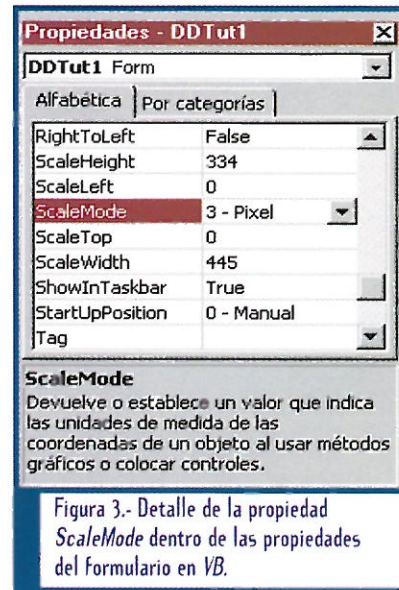 Propiedades - DDTut1
DDTut1 Form
Alfabética Por categorías
RightToLeft False
ScaleHeight 334
ScaleLeft 0
ScaleMode 3 - Pixel
ScaleTop 0
ScaleWidth 445
ShowInTaskbar True
StartUpPosition 0 - Manual
Tag
ScaleMode
Devuelve o establece un valor que indica
las unidades de medida de las
coordenadas de un objeto al usar métodos
gráficos o colocar controles.
Figura 3.- Detalle de la propiedad
ScaleMode dentro de las propiedades
del Formulario en VB.